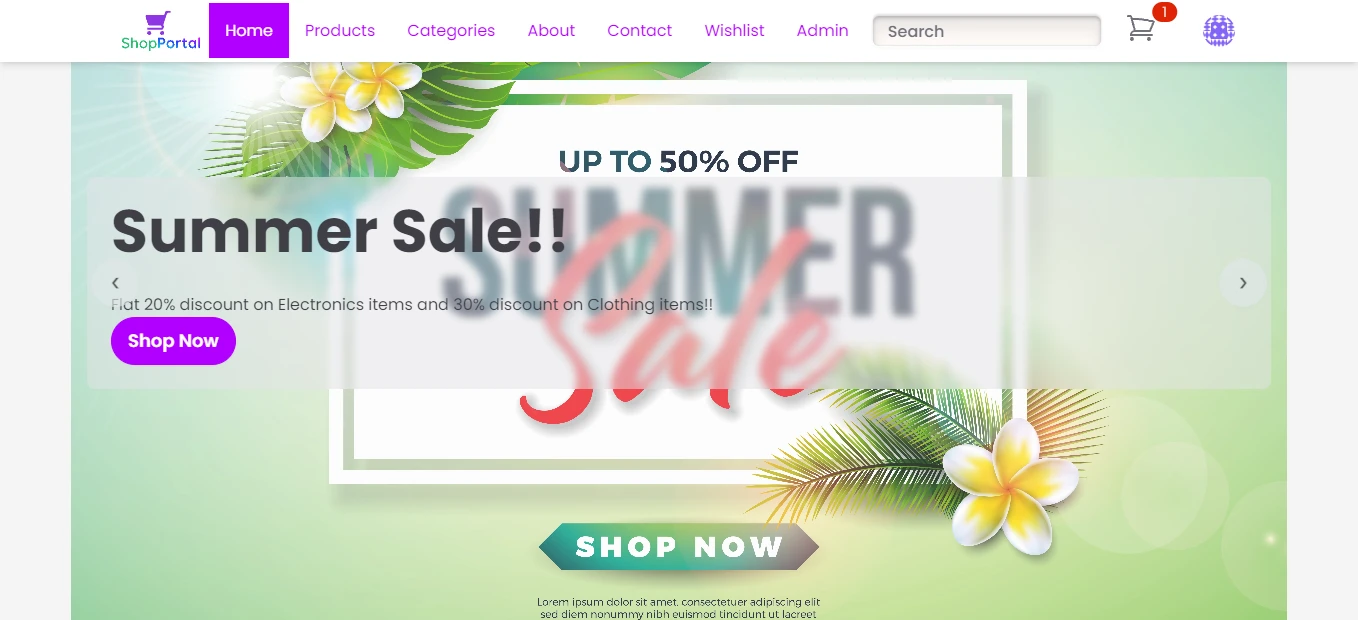 ShopPortal
Home Products Categories About Contact Wishlist Admin Search 1
UP TO 50% OFF
SUMMER
Sale
Summer Sale!!
‹ ›
Flat 20% discount on Electronics items and 30% discount on Clothing items!!
Shop Now
SHOP NOW
Lorem ipsum dolor sit amet, consectetuer adipiscing elit
sed diem nonummy nibh euismod tincidunt ut lacreet